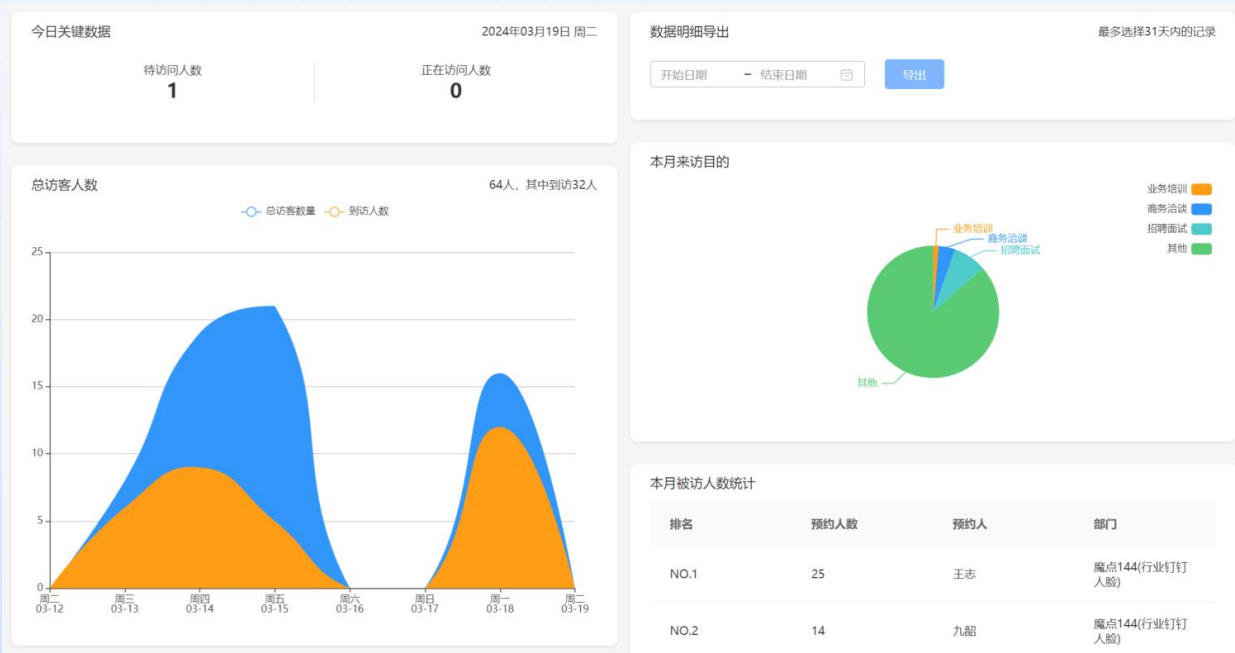 今日关键数据
2024年03月19日 周二
待访问人数
1
正在访问人数
0
数据明细导出
最多选择31天内的记录
开始日期 – 结束日期
导出
总访客人数
64人，其中到访32人
总访客数量 到访人数
25
20
15
10
5
0
周二 周三 周四 周五 周六 周日 周一 周二
03-12 03-13 03-14 03-15 03-16 03-17 03-18 03-19
本月来访目的
业务培训
商务洽谈
招聘面试
其他
业务培训
商务洽谈
招聘面试
其他
本月被访人数统计
排名 预约人数 预约人 部门
NO.1 25 王志 魔点144(行业钉钉
人脸)
NO.2 14 九韶 魔点144(行业钉钉
人脸)